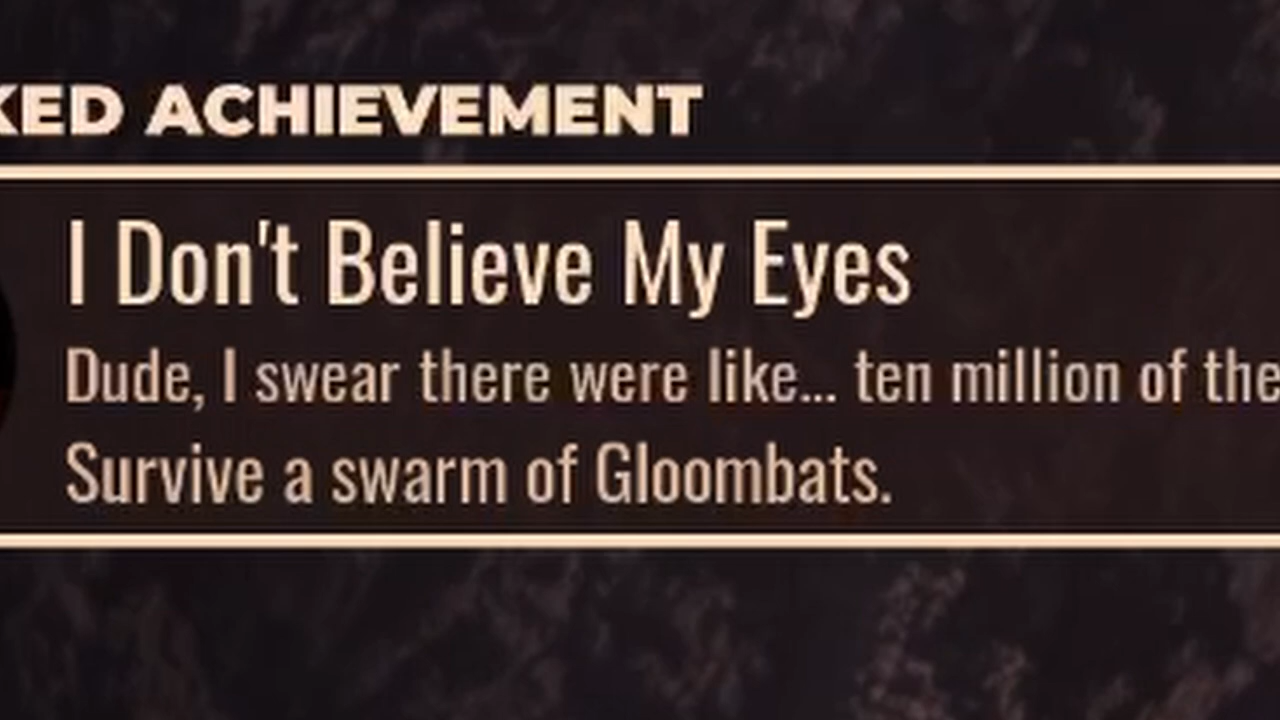 KED ACHIEVEMENT
I Don't Believe My Eyes
Dude, I swear there were like... ten million of the
Survive a swarm of Gloombats.